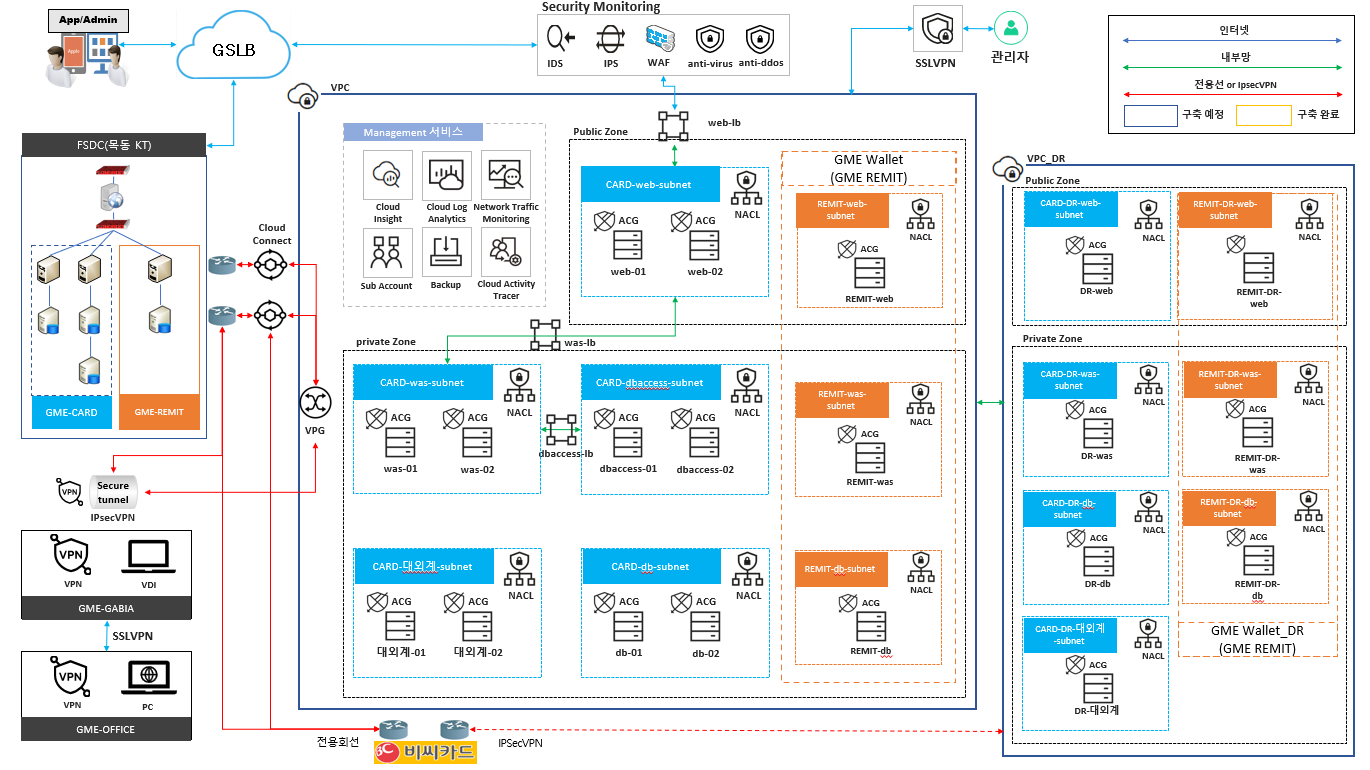 App/Admin
Apple
GSLB
Security Monitoring
IDS
IPS
WAF
anti-virus
anti-ddos
SSLVPN
관리자
인터넷
내부망
전용선 or IpsecVPN
구축 예정
구축 완료
FSDC(목동 KT)
GME-CARD
GME-REMIT
Cloud
Connect
VPG
VPN
Secure
tunnel
IPsecVPN
VPN
VPN
VDI
GME-GABIA
SSLVPN
VPN
VPN
PC
GME-OFFICE
VPC
Management 서비스
Cloud
Insight
Cloud Log
Analytics
Network Traffic
Monitoring
Sub Account
Backup
Cloud Activity
Tracer
web-lb
Public Zone
CARD-web-subnet
NACL
ACG
web-01
ACG
web-02
GME Wallet
(GME REMIT)
REMIT-web-
subnet
NACL
ACG
REMIT-web
was-lb
private Zone
CARD-was-subnet
NACL
ACG
was-01
ACG
was-02
dbaccess-lb
CARD-dbaccess-subnet
NACL
ACG
dbaccess-01
ACG
dbaccess-02
REMIT-was-
subnet
NACL
ACG
REMIT-was
CARD-대외계-subnet
NACL
ACG
대외계-01
ACG
대외계-02
CARD-db-subnet
NACL
ACG
db-01
ACG
db-02
REMIT-db-subnet
NACL
ACG
REMIT-db
VPC_DR
Public Zone
CARD-DR-web-
subnet
NACL
ACG
DR-web
REMIT-DR-web-
subnet
NACL
ACG
REMIT-DR-
web
Private Zone
CARD-DR-was-
subnet
NACL
ACG
DR-was
REMIT-DR-was-
subnet
NACL
ACG
REMIT-DR-
was
CARD-DR-db-
subnet
NACL
ACG
DR-db
REMIT-DR-db-
subnet
NACL
ACG
REMIT-DR-
db
CARD-DR-대외계
-subnet
NACL
ACG
DR-대외계
GME Wallet_DR
(GME REMIT)
전용회선
비씨카드
IPSecVPN